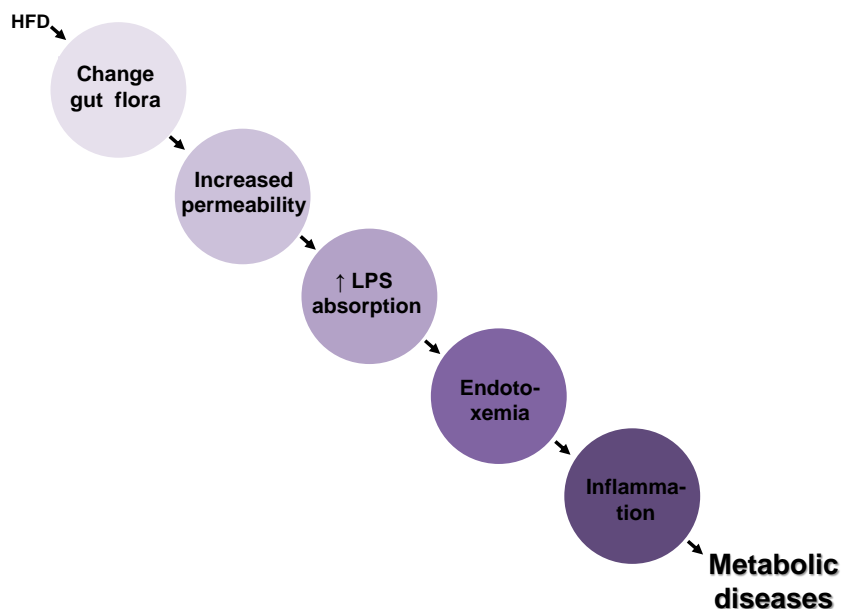 HFD
Change
gut flora
Increased
permeability
↑ LPS
absorption
Endoto-
xemia
Inflamma-
tion
Metabolic
diseases